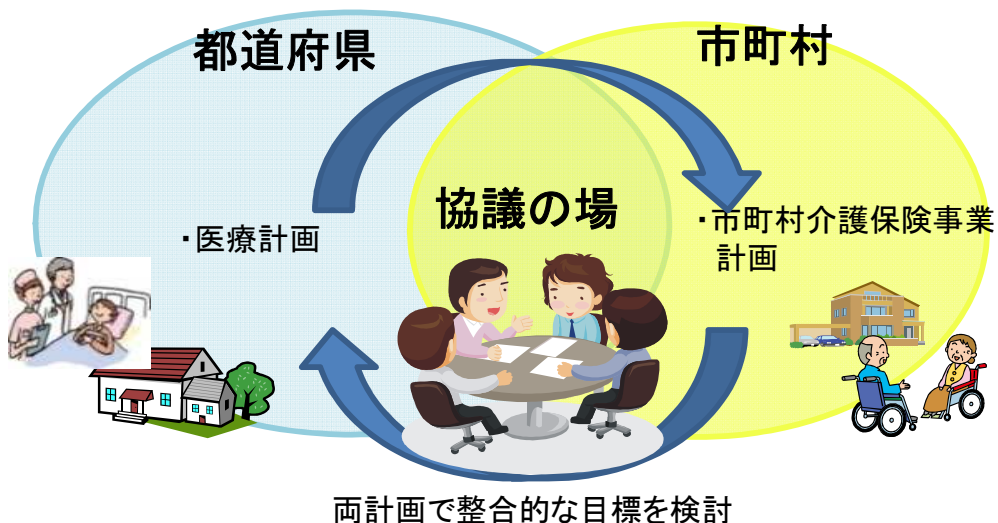 都道府県
市町村
協議の場
・医療計画
・市町村介護保険事業
計画
両計画で整合的な目標を検討